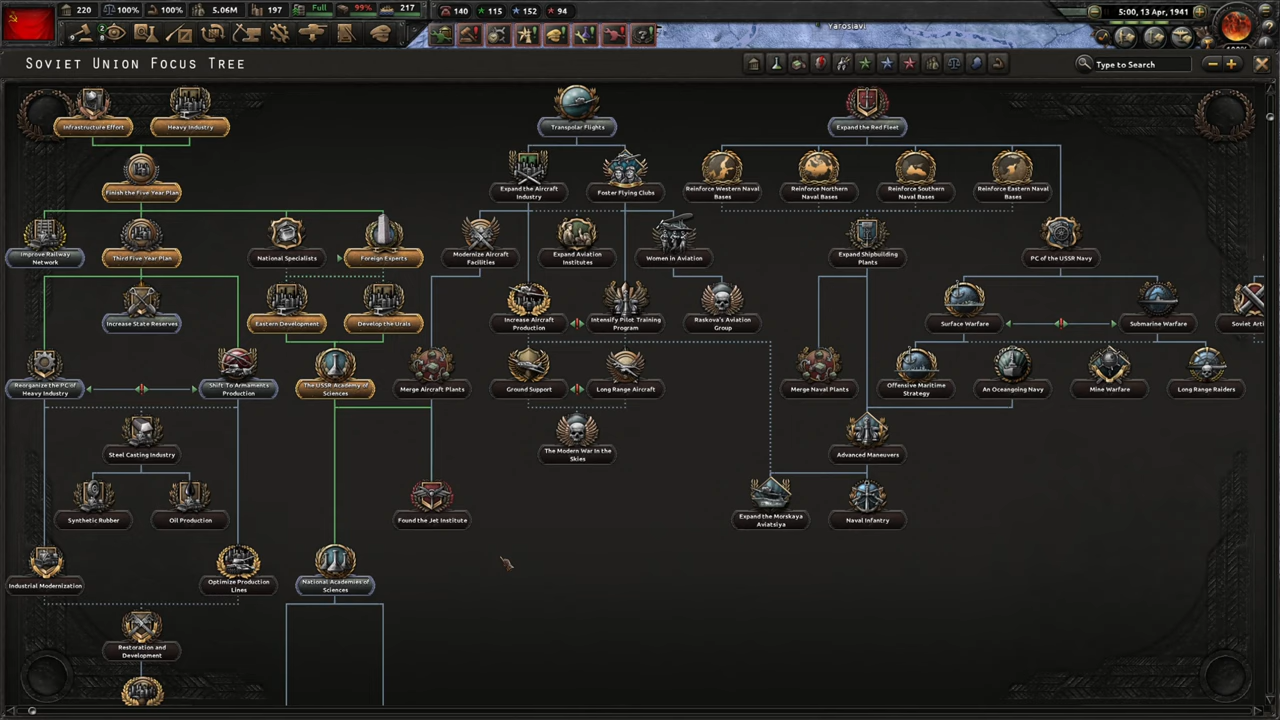 220 100% 100% 5.06M 197 Full 99% 217 140 115 152 94 5:00, 13 Apr, 1941
Yaroslavl
Soviet Union Focus Tree
Type to Search
Infrastructure Effort
Heavy Industry
Transpolar Flights
Expand the Red Fleet
Finish the Five Year Plan
Expand the Aircraft
Industry
Foster Flying Clubs
Reinforce Western Naval
Bases
Reinforce Northern
Naval Bases
Reinforce Southern
Naval Bases
Reinforce Eastern Naval
Bases
Improve Railway
Network
Third Five Year Plan
National Specialists
Foreign Experts
Modernize Aircraft
Facilities
Expand Aviation
Institutes
Women in Aviation
Expand Shipbuilding
Plants
PC of the USSR Navy
Increase State Reserves
Eastern Development
Develop the Urals
Increase Aircraft
Production
Intensify Pilot Training
Program
Raskova's Aviation
Group
Surface Warfare
Submarine Warfare
Soviet Arti
Reorganize the PC of
Heavy Industry
Shift To Armaments
Production
The USSR Academy of
Sciences
Merge Aircraft Plants
Ground Support
Long Range Aircraft
Merge Naval Plants
Offensive Maritime
Strategy
An Oceangoing Navy
Mine Warfare
Long Range Raiders
Steel Casting Industry
The Modern War In the
Skies
Advanced Maneuvers
Synthetic Rubber
Oil Production
Found the Jet Institute
Expand the Morskaya
Aviatsiya
Naval Infantry
Industrial Modernization
Optimize Production
Lines
National Academies of
Sciences
Restoration and
Development